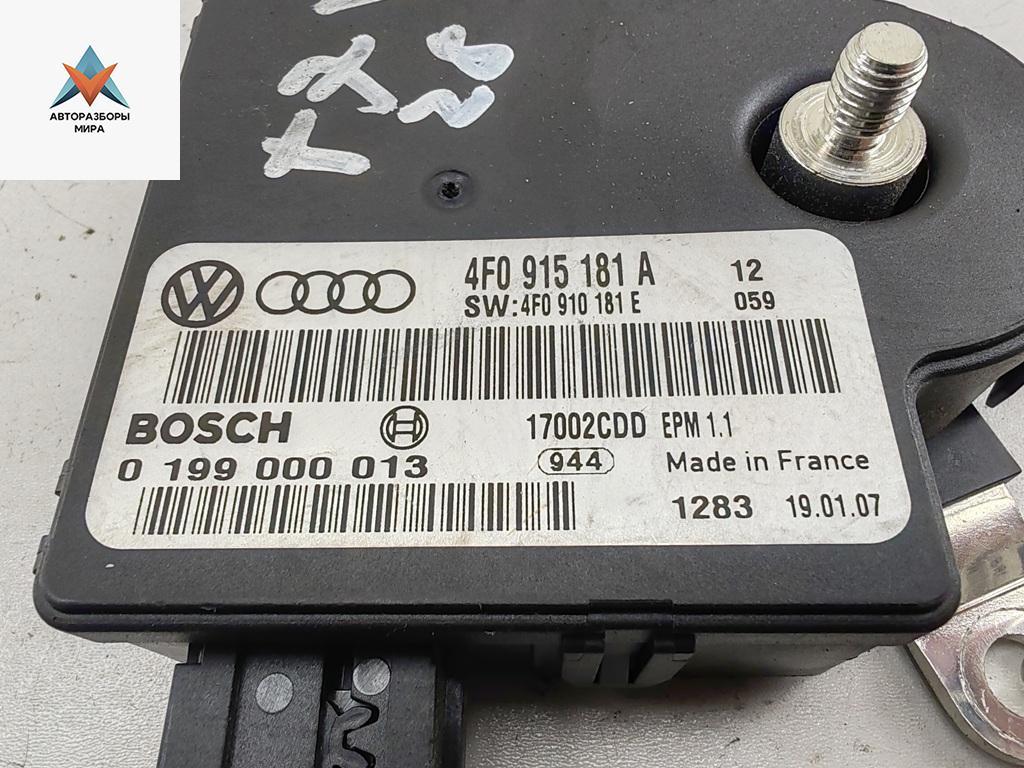 АВТОРАЗБОРЫ
МИРА
4F0 915 181 A 12
SW:4F0 910 181 E 059
BOSCH 17002CDD EPM 1.1
0 199 000 013 944 Made in France
1283 19.01.07